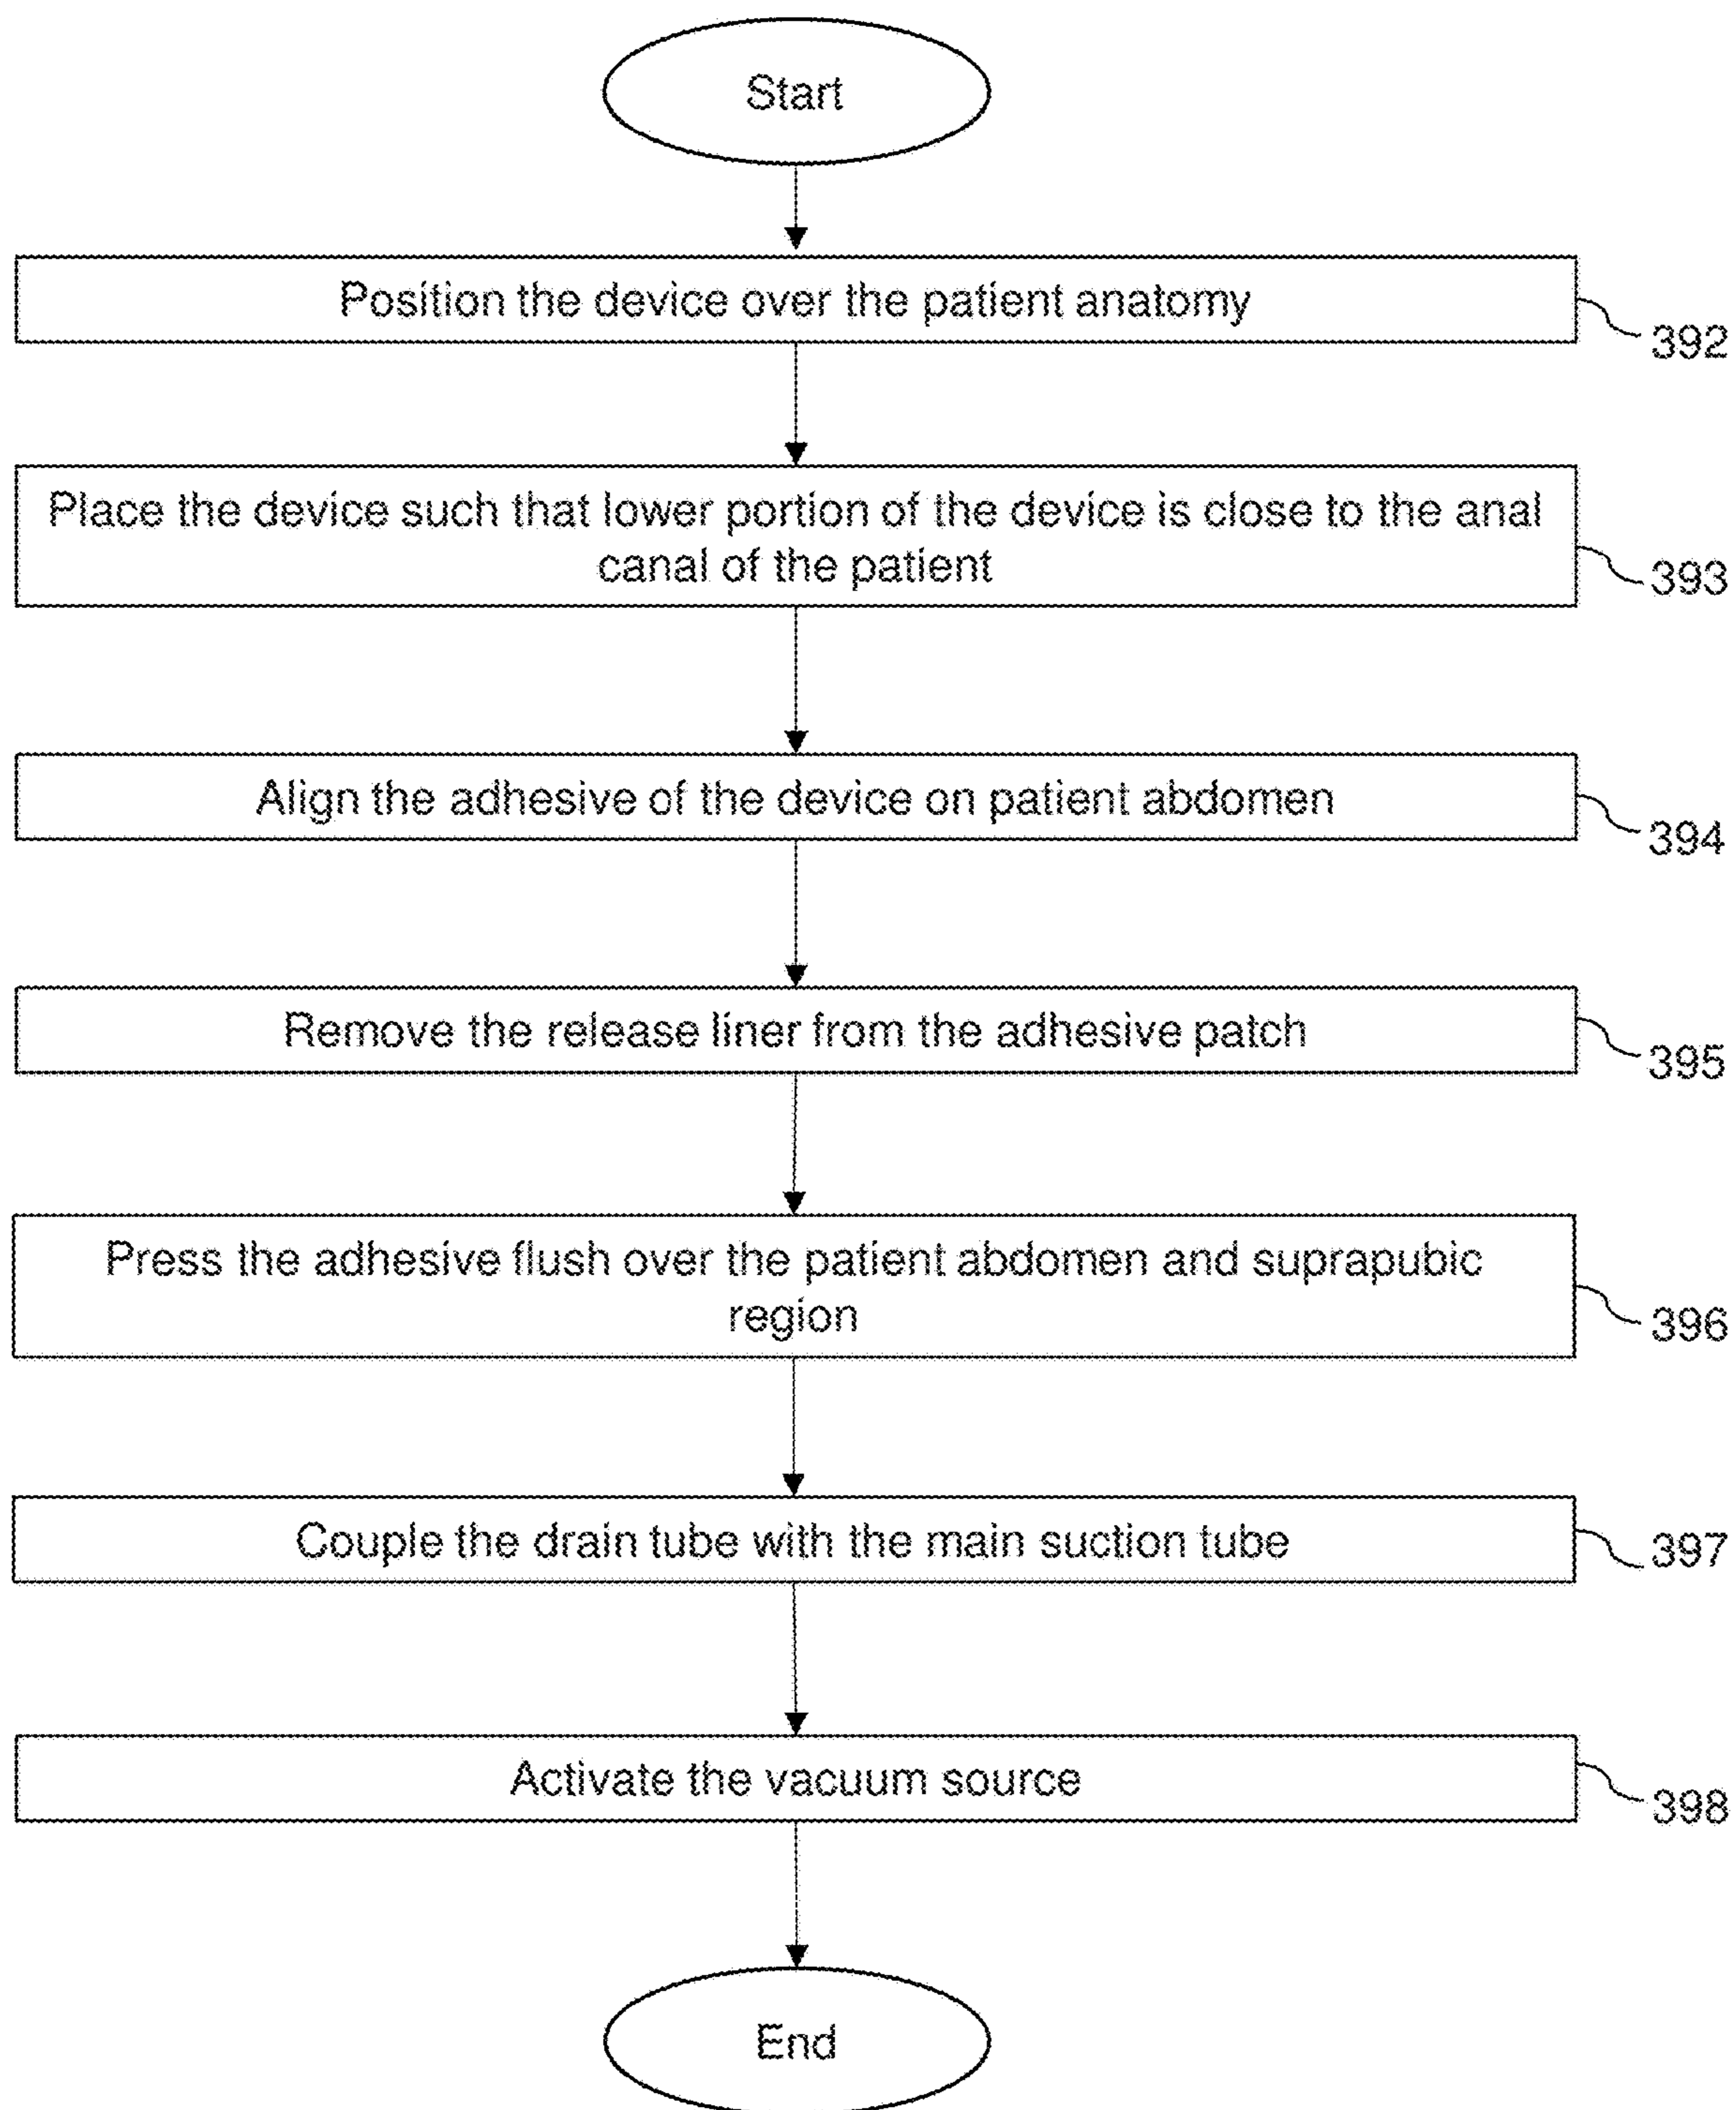 Start
Position the device over the patient anatomy
392
Place the device such that lower portion of the device is close to the anal
canal of the patient
393
Align the adhesive of the device on patient abdomen
394
Remove the release liner from the adhesive patch
395
Press the adhesive flush over the patient abdomen and suprapubic
region
396
Couple the drain tube with the main suction tube
397
Activate the vacuum source
398
End